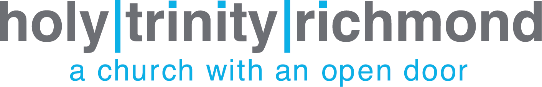 holy|trinity|richmond
a church with an open door